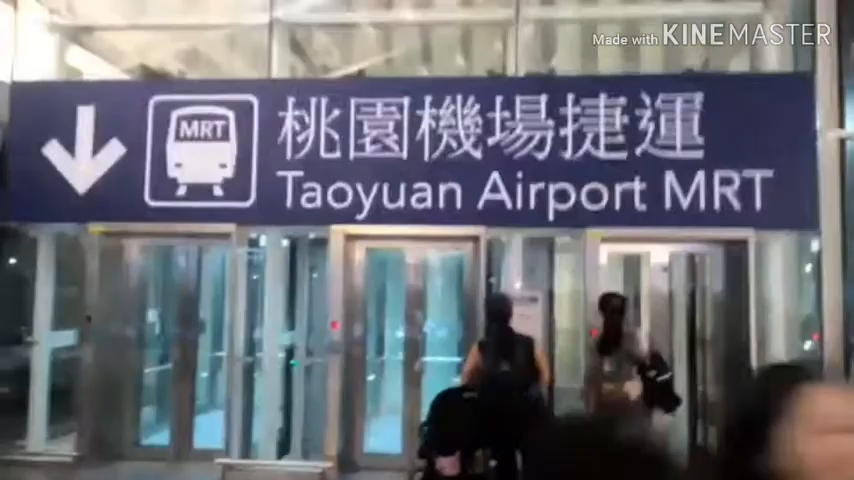 Made with KINEMASTER
MRT
桃園機場捷運
Taoyuan Airport MRT